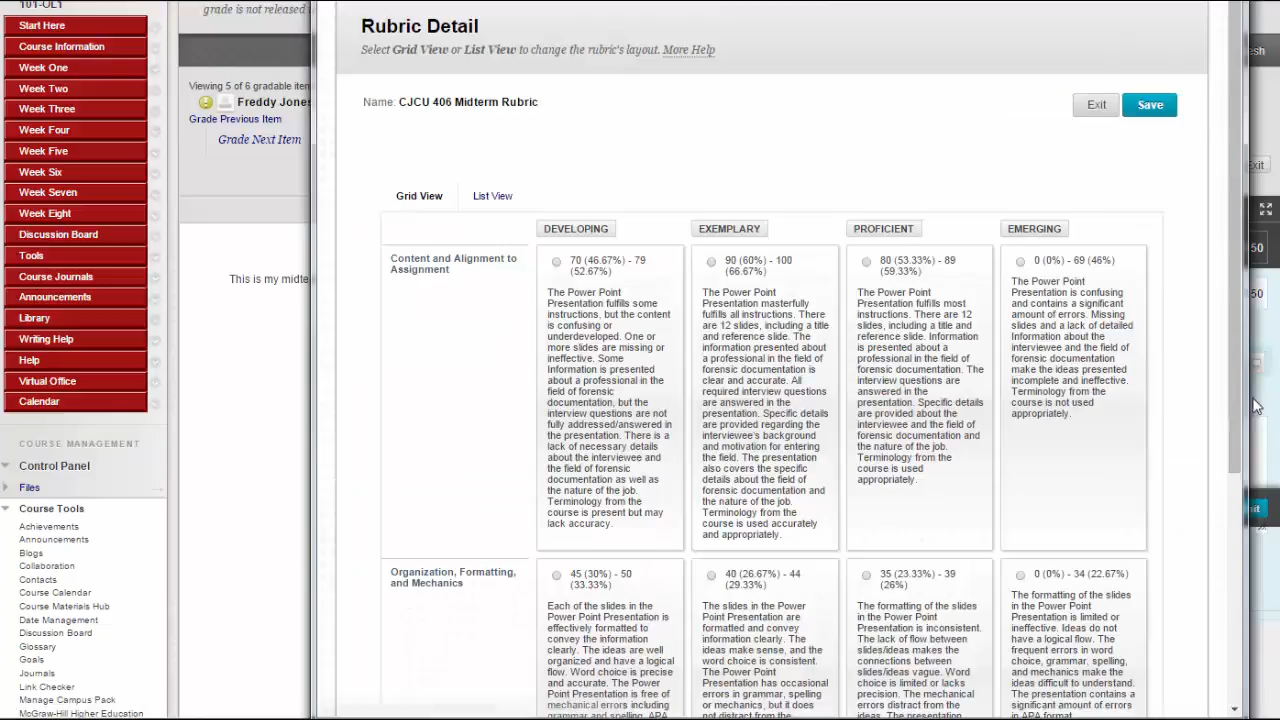 101-OL1
Start Here
Course Information
Week One
Week Two
Week Three
Week Four
Week Five
Week Six
Week Seven
Week Eight
Discussion Board
Tools
Course Journals
Announcements
Library
Writing Help
Help
Virtual Office
Calendar
COURSE MANAGEMENT
Control Panel
Files
Course Tools
Achievements
Announcements
Blogs
Collaboration
Contacts
Course Calendar
Course Materials Hub
Date Management
Discussion Board
Glossary
Goals
Journals
Link Checker
Manage Campus Pack
McGraw-Hill Higher Education
grade is not released
Viewing 5 of 6 gradable
Freddy Jones
Grade Previous Item
Grade Next Item
This is my
Rubric Detail
Select Grid View or List View to change the rubric's layout. More Help
Name: CJCU 406 Midterm Rubric
Exit
Save
Grid View
List View
DEVELOPING
EXEMPLARY
PROFICIENT
EMERGING
Content and Alignment to
Assignment
70 (46.67%) - 79
(52.67%)
The Power Point
Presentation fulfills some
instructions, but the content
is confusing or
underdeveloped. One or
more slides are missing or
ineffective. Some
Information is presented
about a professional in the
field of forensic
documentation, but the
interview questions are not
fully addressed/answered in
the presentation. There is a
lack of necessary details
about the interviewee and
the field of forensic
documentation as well as
the nature of the job.
Terminology from the
course is present but may
lack accuracy.
90 (60%) - 100
(66.67%)
The Power Point
Presentation masterfully
fulfills all instructions. There
are 12 slides, including a title
and reference slide. The
information presented about
a professional in the field of
forensic documentation is
clear and accurate. All
required interview questions
are answered in the
presentation. Specific details
are provided regarding the
interviewee's background
and motivation for entering
the field. The presentation
also covers the specific
details about the field of
forensic documentation and
the nature of the job.
Terminology from the
course is used accurately
and appropriately.
80 (53.33%) - 89
(59.33%)
The Power Point
Presentation fulfills most
instructions. There are 12
slides, including a title and
reference slide. Information
is presented about a
professional in the field of
forensic documentation. The
interview questions are
answered in the
presentation. Specific details
are provided about the
interviewee and the field of
forensic documentation and
the nature of the job.
Terminology from the
course is used
appropriately.
0 (0%) - 69 (46%)
The Power Point
Presentation is confusing
and contains a significant
amount of errors. Missing
slides and a lack of detailed
Information about the
interviewee and the field of
forensic documentation
make the ideas presented
incomplete and ineffective.
Terminology from the
course is not used
appropriately.
Organization, Formatting,
and Mechanics
45 (30%) - 50
(33.33%)
Each of the slides in the
Power Point Presentation is
effectively formatted to
convey the information
clearly. The ideas are well
organized and have a logical
flow. Word choice is precise
and accurate. The Power
Point Presentation is free of
mechanical errors including
grammar and spelling. APA
40 (26.67%) - 44
(29.33%)
The slides in the Power
Point Presentation are
formatted and convey
information clearly. The
ideas make sense, and the
word choice is consistent.
The Power Point
Presentation has occasional
errors in grammar, spelling
or mechanics, but it does
not distract from the
35 (23.33%) - 39
(26%)
The formatting of the slides
in the Power Point
Presentation is inconsistent.
The lack of flow between
slides/ideas makes the
connections between
slides/ideas vague. Word
choice is limited or lacks
precision. The mechanical
errors distract from the
ideas. The presentation
0 (0%) - 34 (22.67%)
The formatting of the slides
in the Power Point
Presentation is limited or
ineffective. Ideas do not
have a logical flow. The
frequent errors in word
choice, grammar, spelling,
and mechanics make the
ideas difficult to understand.
The presentation contains a
significant amount of errors
in APA format.
50
50